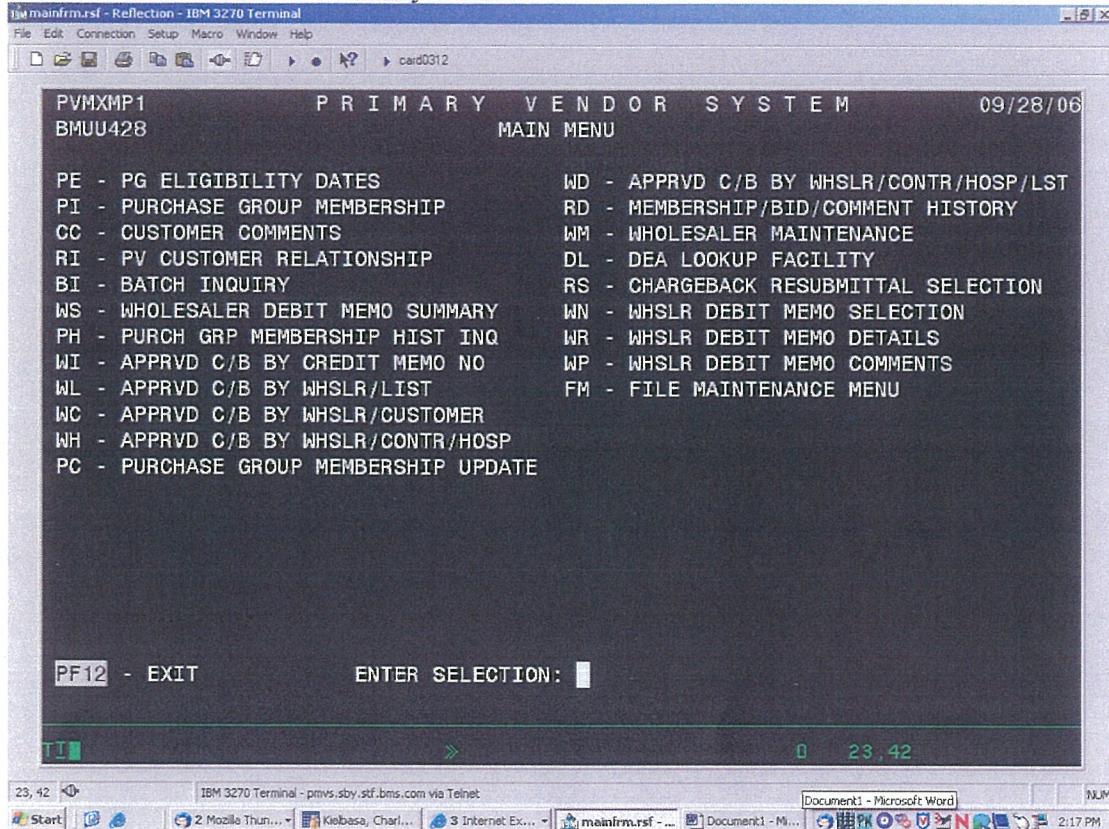 mainfrm.rsf - Reflection - IBM 3270 Terminal
File Edit Connection Setup Macro Window Help
card0312
PVMXMP1 PRIMARY VENDOR SYSTEM 09/28/06
BMUU428 MAIN MENU
PE - PG ELIGIBILITY DATES WD - APPRVD C/B BY WHSLR/CONTR/HOSP/LST
PI - PURCHASE GROUP MEMBERSHIP RD - MEMBERSHIP/BID/COMMENT HISTORY
CC - CUSTOMER COMMENTS WM - WHOLESALER MAINTENANCE
RI - PV CUSTOMER RELATIONSHIP DL - DEA LOOKUP FACILITY
BI - BATCH INQUIRY RS - CHARGEBACK RESUBMITTAL SELECTION
WS - WHOLESALER DEBIT MEMO SUMMARY WN - WHSLR DEBIT MEMO SELECTION
PH - PURCH GRP MEMBERSHIP HIST INQ WR - WHSLR DEBIT MEMO DETAILS
WI - APPRVD C/B BY CREDIT MEMO NO WP - WHSLR DEBIT MEMO COMMENTS
WL - APPRVD C/B BY WHSLR/LIST FM - FILE MAINTENANCE MENU
WC - APPRVD C/B BY WHSLR/CUSTOMER
WH - APPRVD C/B BY WHSLR/CONTR/HOSP
PC - PURCHASE GROUP MEMBERSHIP UPDATE
PF12 - EXIT ENTER SELECTION:
23,42
23, 42 IBM 3270 Terminal - pmvs.sby.stf.bms.com via Telnet NUM
Document1 - Microsoft Word
Start 2 Mozilla Thun... Kielbasa, Charl... 3 Internet Ex... mainfrm.rsf - ... Document1 - Mi... 2:17 PM